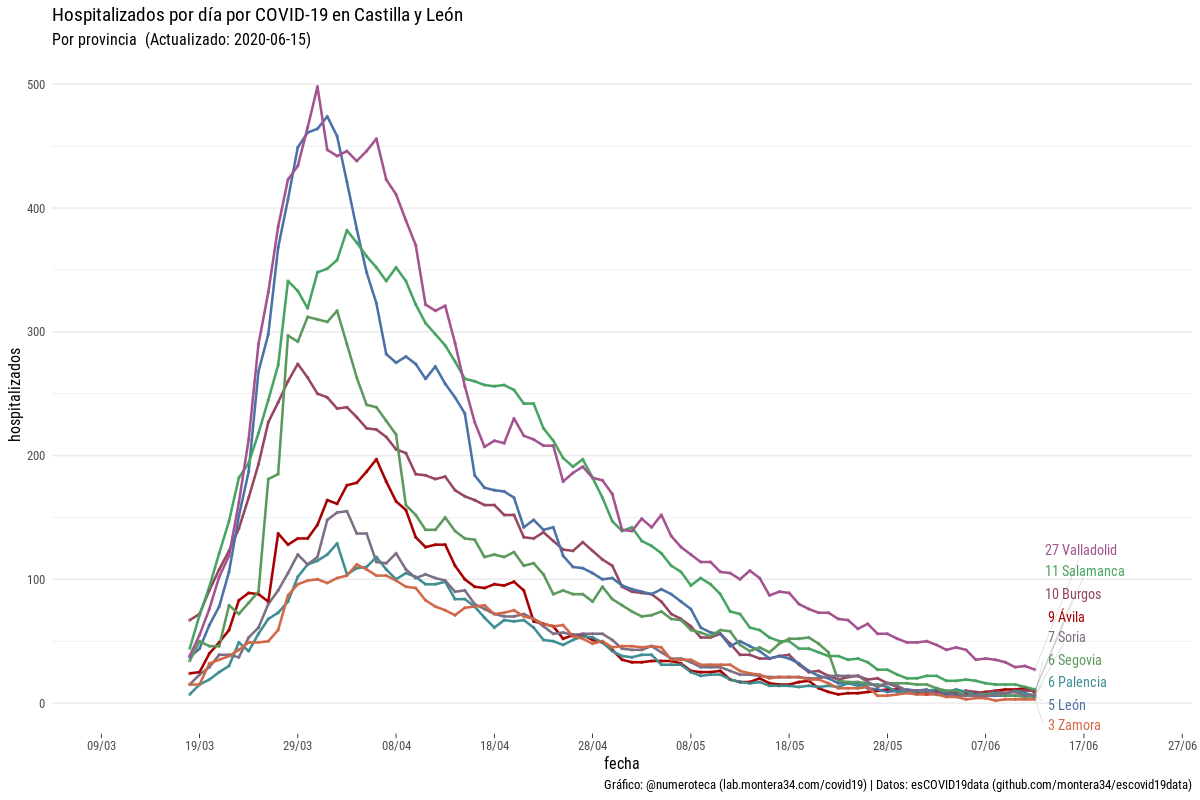 Hospitalizados por día por COVID-19 en Castilla y León
Por provincia  (Actualizado: 2020-06-15)
hospitalizados
500
400
300
200
100
0
27 Valladolid
11 Salamanca
10 Burgos
9 Ávila
7 Soria
6 Segovia
6 Palencia
5 León
3 Zamora
09/03 19/03 29/03 08/04 18/04 28/04 08/05 18/05 28/05 07/06 17/06 27/06
fecha
Gráfico: @numeroteca (lab.montera34.com/covid19) | Datos: esCOVID19data (github.com/montera34/escovid19data)